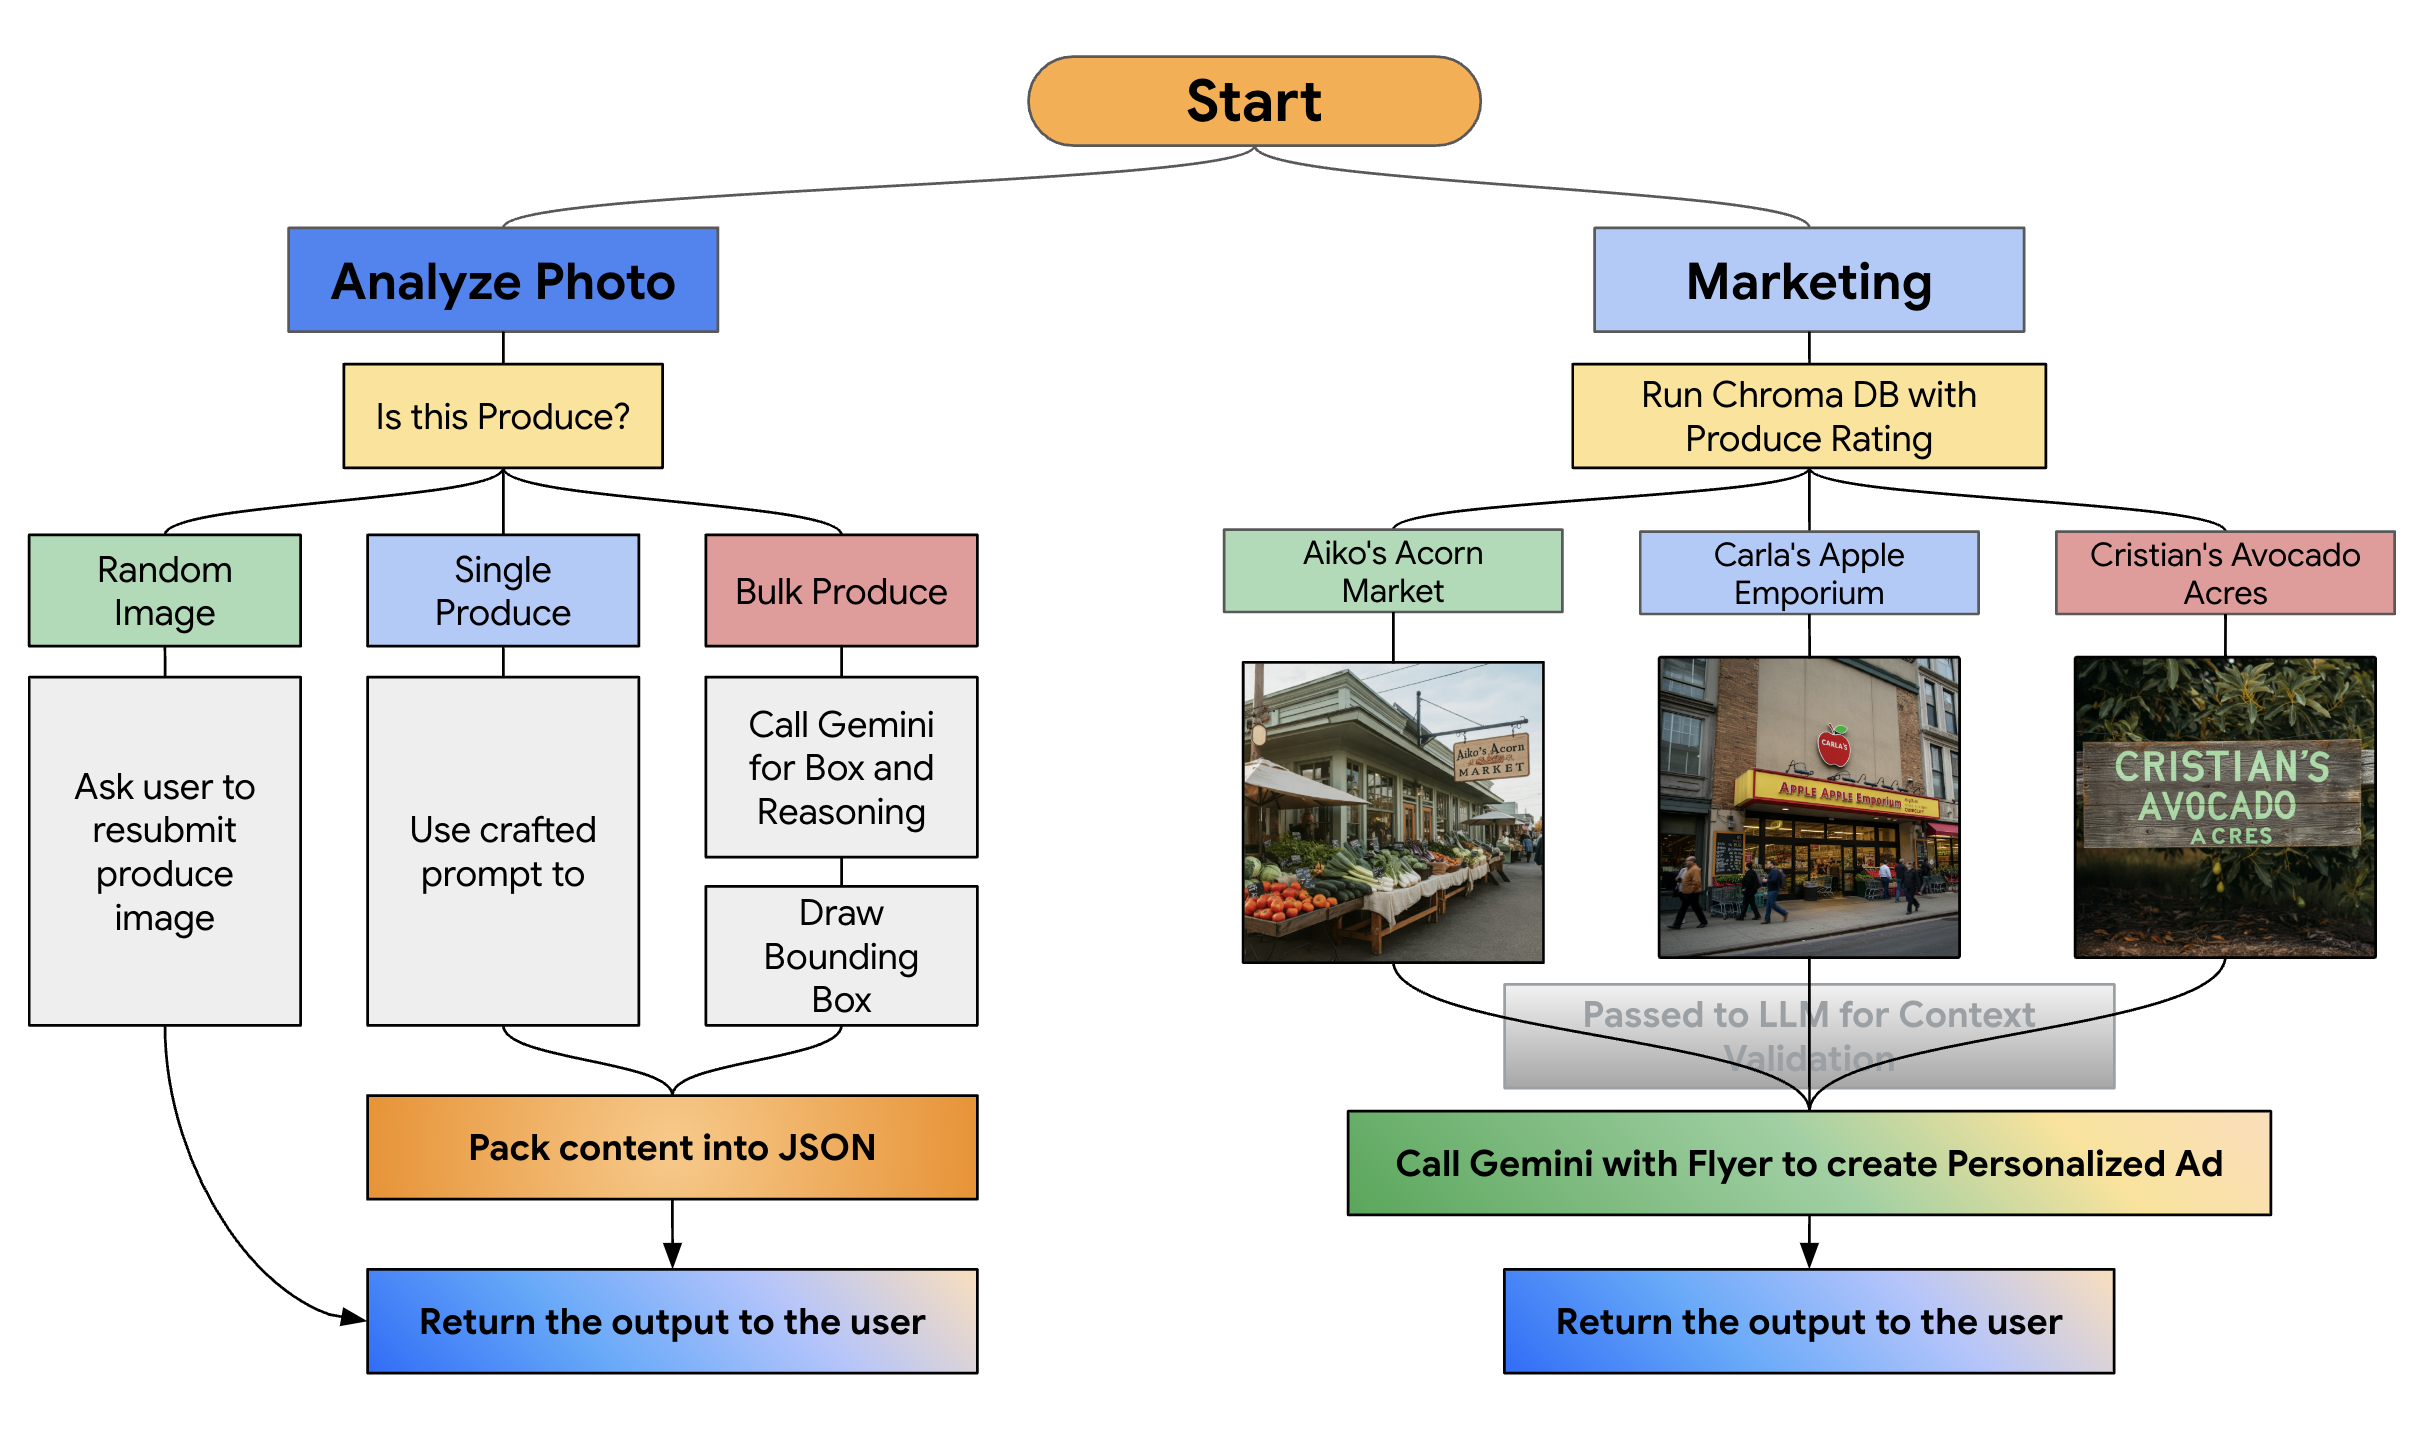 Start
Analyze Photo
Marketing
Is this Produce?
Run Chroma DB with
Produce Rating
Random
Image
Single
Produce
Bulk Produce
Aiko's Acorn
Market
Carla's Apple
Emporium
Cristian's Avocado
Acres
Ask user to
resubmit
produce
image
Use crafted
prompt to
Call Gemini
for Box and
Reasoning
Draw
Bounding
Box
Aiko's Acorn
MARKET
CARLA'S
APPLE APPLE Emporium
CRISTIAN'S
AVOCADO
ACRES
Passed to LLM for Context
Validation
Pack content into JSON
Call Gemini with Flyer to create Personalized Ad
Return the output to the user
Return the output to the user